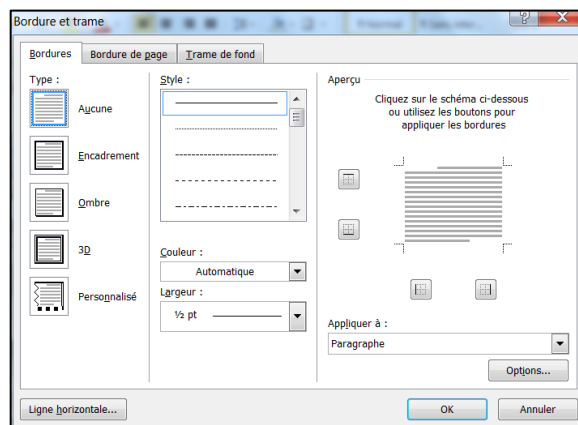 Bordure et trame
Bordures
Bordure de page
Trame de fond
Type :
Aucune
Encadrement
Ombre
3D
Personnalisé
Style :
Couleur :
Automatique
Largeur :
½ pt
Aperçu
Cliquez sur le schéma ci-dessous
ou utilisez les boutons pour
appliquer les bordures
Appliquer à :
Paragraphe
Options...
Ligne horizontale...
OK
Annuler